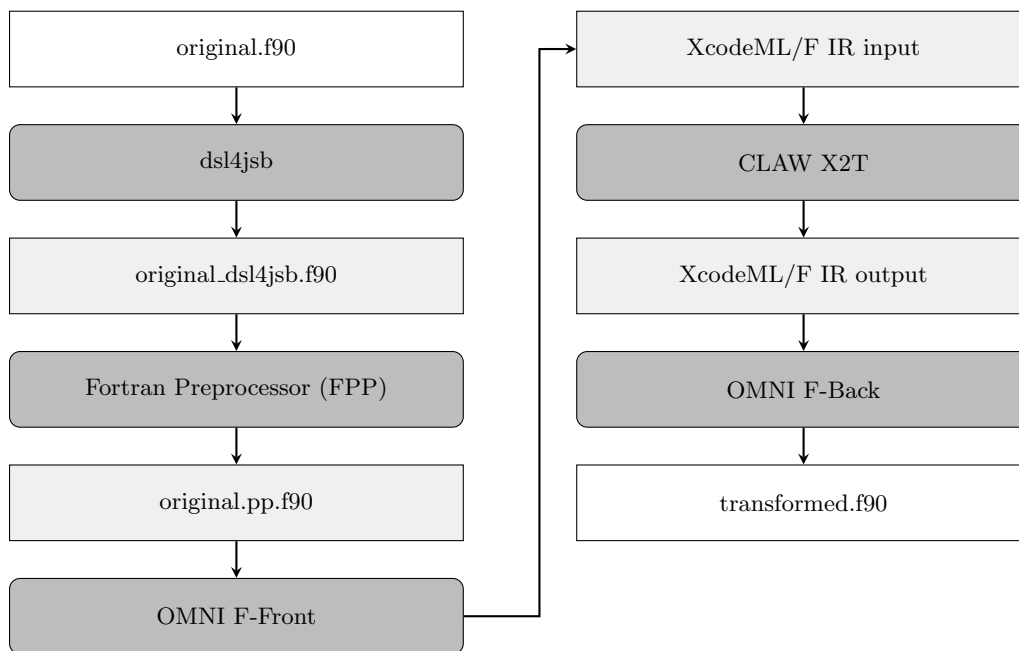 original.f90
dsl4jsb
original_dsl4jsb.f90
Fortran Preprocessor (FPP)
original.pp.f90
OMNI F-Front
XcodeML/F IR input
CLAW X2T
XcodeML/F IR output
OMNI F-Back
transformed.f90